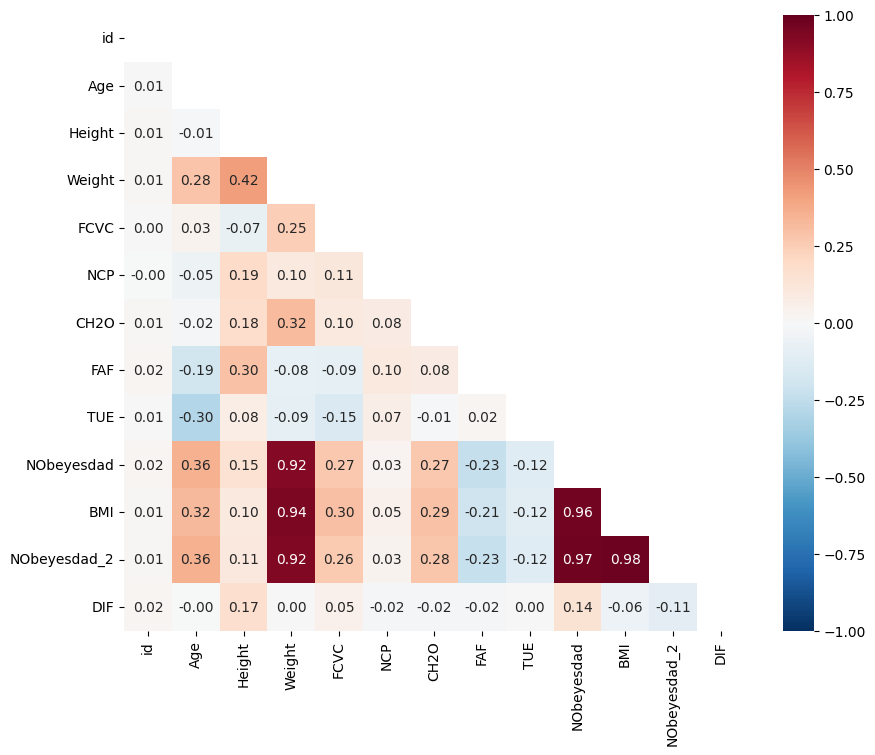 id
Age 0.01
Height 0.01 -0.01
Weight 0.01 0.28 0.42
FCVC 0.00 0.03 -0.07 0.25
NCP -0.00 -0.05 0.19 0.10 0.11
CH2O 0.01 -0.02 0.18 0.32 0.10 0.08
FAF 0.02 -0.19 0.30 -0.08 -0.09 0.10 0.08
TUE 0.01 -0.30 0.08 -0.09 -0.15 0.07 -0.01 0.02
NObeyesdad 0.02 0.36 0.15 0.92 0.27 0.03 0.27 -0.23 -0.12
BMI 0.01 0.32 0.10 0.94 0.30 0.05 0.29 -0.21 -0.12 0.96
NObeyesdad_2 0.01 0.36 0.11 0.92 0.26 0.03 0.28 -0.23 -0.12 0.97 0.98
DIF 0.02 -0.00 0.17 0.00 0.05 -0.02 -0.02 -0.02 0.00 0.14 -0.06 -0.11
id Age Height Weight FCVC NCP CH2O FAF TUE NObeyesdad BMI NObeyesdad_2 DIF
1.00
0.75
0.50
0.25
0.00
−0.25
−0.50
−0.75
−1.00